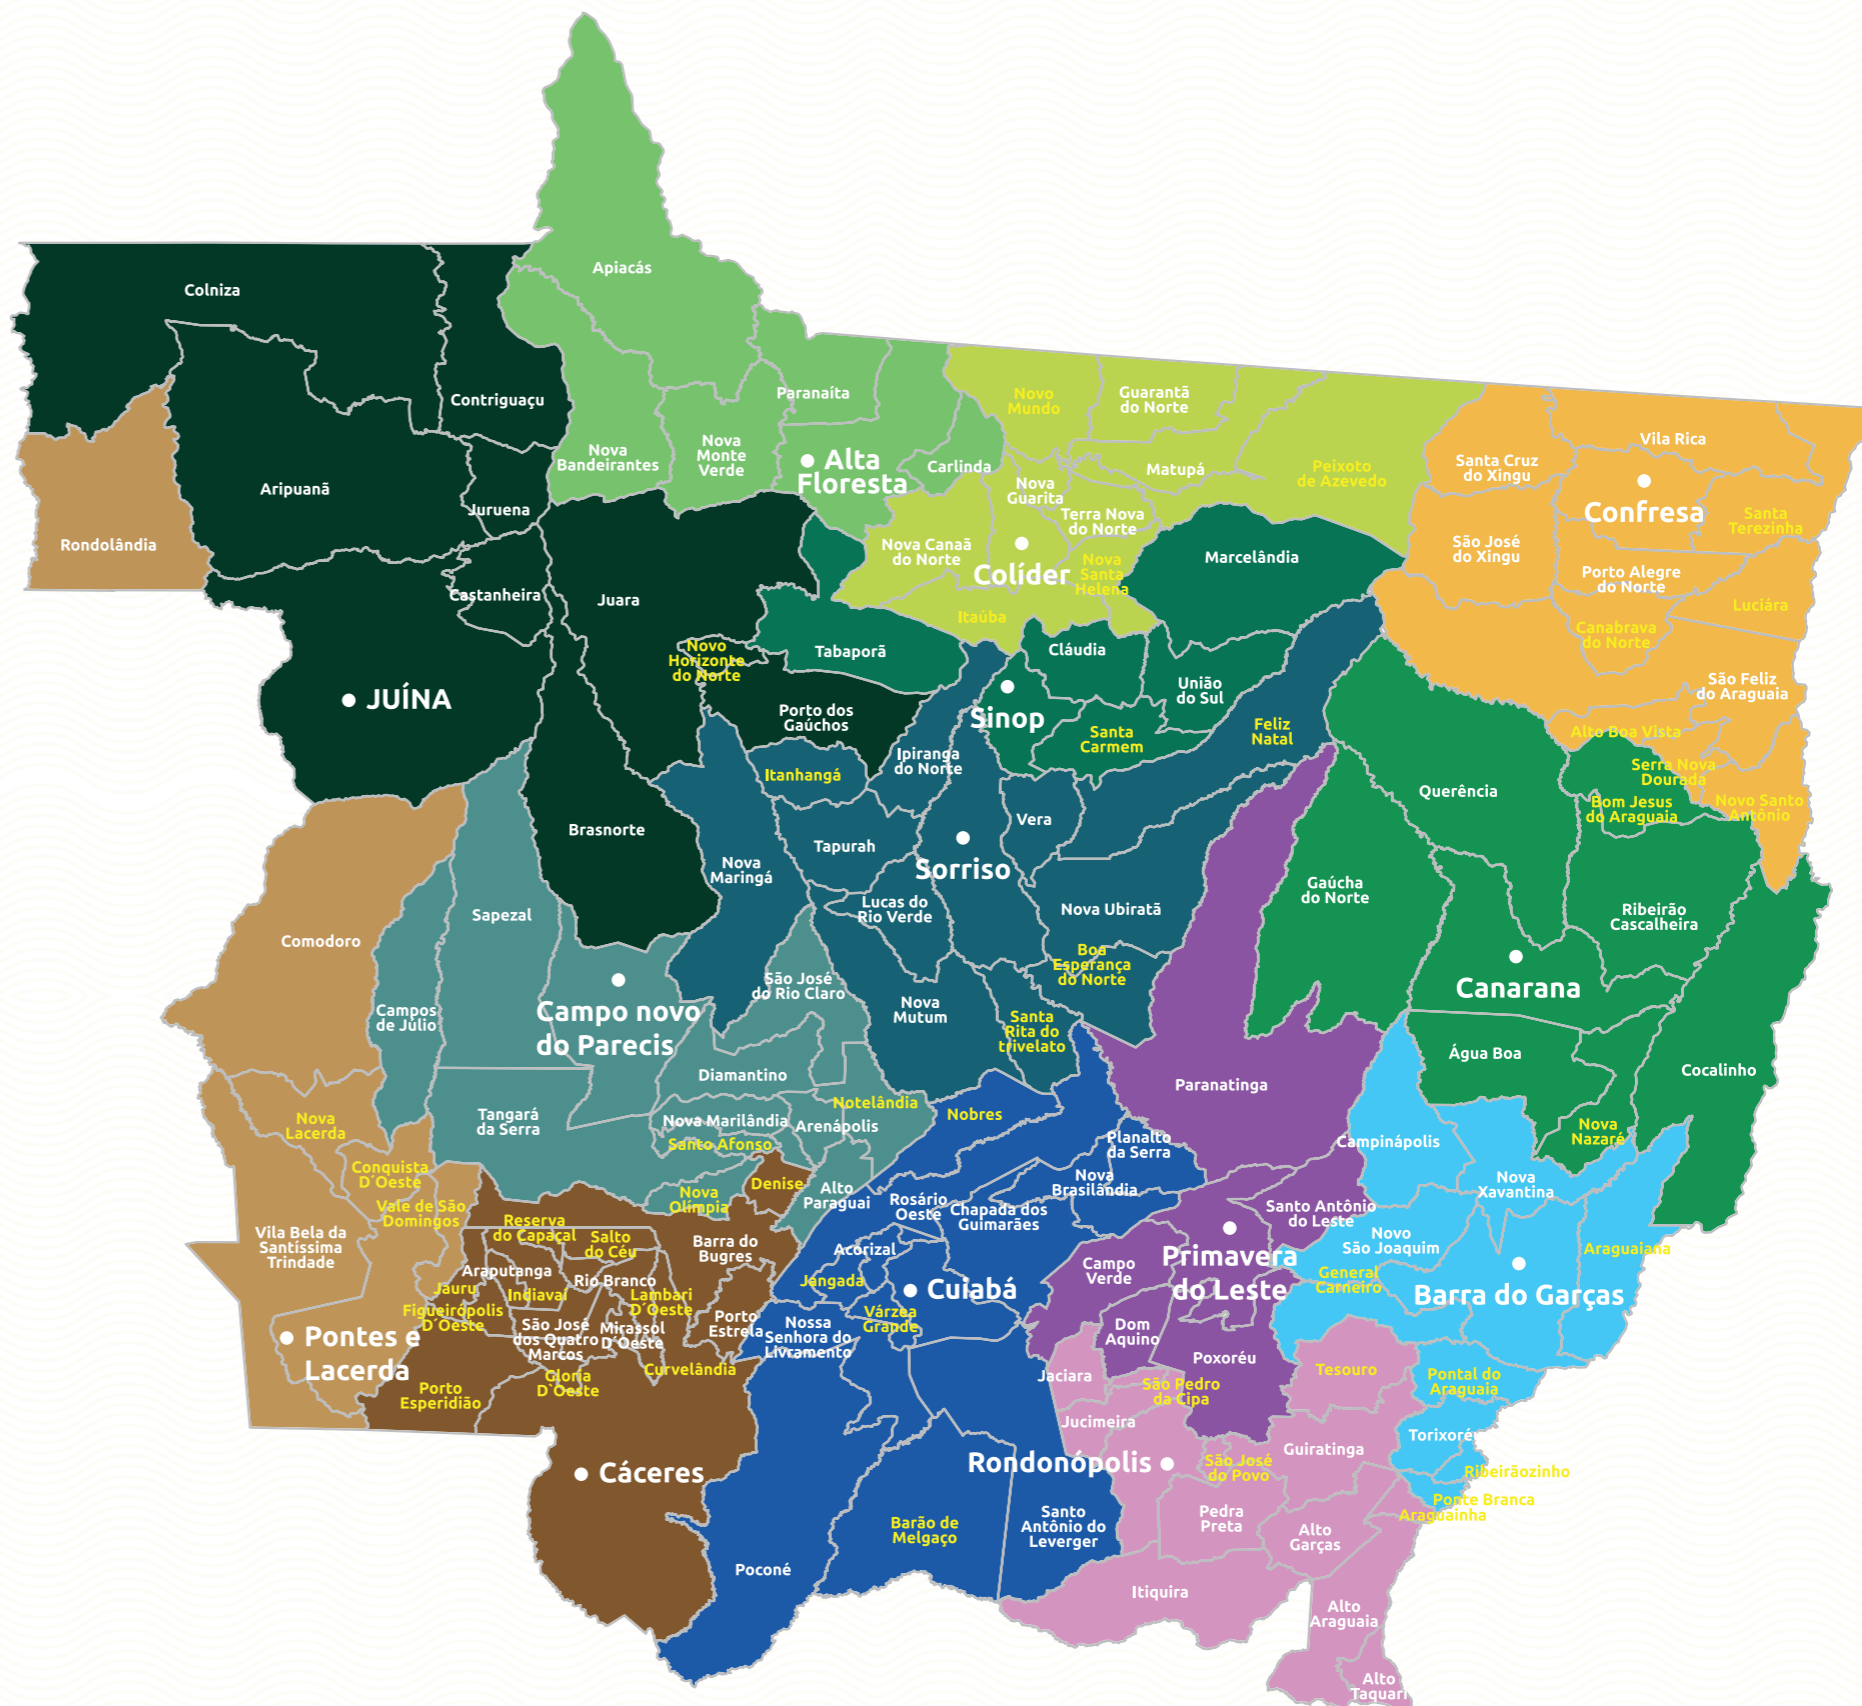 Apiacás
Colniza
Contriguaçu
Paranaíta
Novo
Mundo
Guarantã
do Norte
Vila Rica
Nova
Bandeirantes
Nova
Monte
Verde
Alta
Floresta
Carlinda
Matupá
Peixoto
de Azevedo
Santa Cruz
do Xingu
Aripuanã
Juruena
Nova
Guarita
Terra Nova
do Norte
Confresa
Santa
Terezinha
Rondolândia
Nova Canaã
do Norte
Colíder
Nova
Santa
Helena
Marcelândia
São José
do Xingu
Porto Alegre
do Norte
Castanheira
Juara
Itaúba
Luciára
Canabrava
do Norte
Novo
Horizonte
do Norte
Tabaporã
Cláudia
União
do Sul
São Feliz
do Araguaia
JUÍNA
Porto dos
Gaúchos
Sinop
Santa
Carmem
Feliz
Natal
Alto Boa Vista
Itanhangá
Ipiranga
do Norte
Serra Nova
Dourada
Querência
Bom Jesus
do Araguaia
Novo Santo
Antônio
Brasnorte
Tapurah
Vera
Sorriso
Nova
Maringá
Gaúcha
do Norte
Lucas do
Rio Verde
Nova Ubiratã
Ribeirão
Cascalheira
Sapezal
Comodoro
Boa
Esperança
do Norte
São José
do Rio Claro
Canarana
Campos
de Júlio
Campo novo
do Parecis
Nova
Mutum
Santa
Rita do
trivelato
Água Boa
Cocalinho
Diamantino
Paranatinga
Notelândia
Nobres
Nova
Lacerda
Tangará
da Serra
Nova Marilândia
Arenápolis
Santo Afonso
Planalto
da Serra
Campinápolis
Nova
Nazaré
Conquista
D´Oeste
Denise
Nova
Brasilândia
Nova
Xavantina
Vale de São
Domingos
Nova
Olímpia
Alto
Paraguai
Rosário
Oeste
Chapada dos
Guimarães
Santo Antônio
do Leste
Vila Bela da
Santíssima
Trindade
Reserva
do Capaçal
Salto
do Céu
Barra do
Bugres
Acorizal
Novo
São Joaquim
Araguaiana
Araputanga
Rio Branco
Jangada
Cuiabá
Campo
Verde
Primavera
do Leste
General
Carneiro
Barra do Garças
Jauru
Indiavaí
Lambari
D´Oeste
Figueirópolis
D´Oeste
São José
dos Quatro
Marcos
Mirassol
D´Oeste
Porto
Estrela
Nossa
Senhora do
Livramento
Várzea
Grande
Dom
Aquino
Pontes e
Lacerda
Poxoréu
Curvelândia
Gloria
D´Oeste
Jaciara
São Pedro
da Cipa
Tesouro
Pontal do
Araguaia
Porto
Esperidião
Jucimeira
Torixoréu
Guiratinga
Cáceres
Rondonópolis
São José
do Povo
Ribeirãozinho
Ponte Branca
Araguainha
Barão de
Melgaço
Santo
Antônio do
Leverger
Pedra
Preta
Alto
Garças
Poconé
Itiquira
Alto
Araguaia
Alto
Taquari